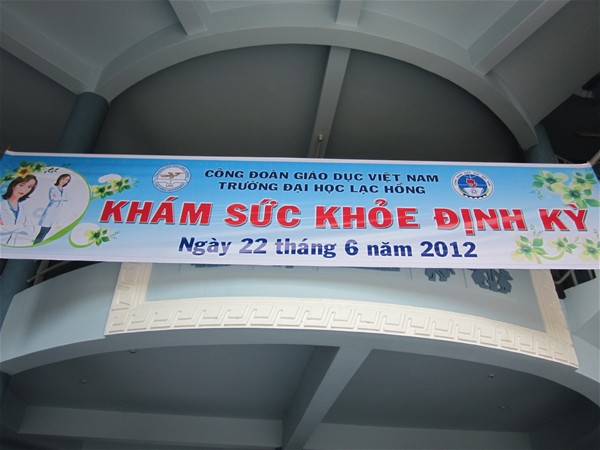 CÔNG ĐOÀN GIÁO DỤC VIỆT NAM
TRƯỜNG ĐẠI HỌC LẠC HỒNG
KHÁM SỨC KHỎE ĐỊNH KỲ
Ngày 22 tháng 6 năm 2012